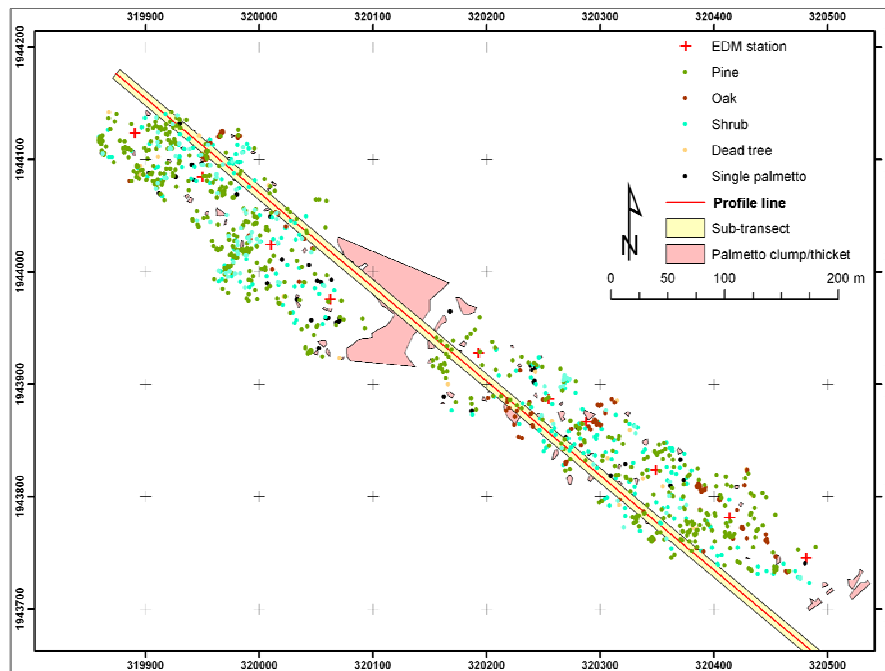 319900 320000 320100 320200 320300 320400 320500
1944200
1944100
1944000
1943900
1943800
1943700
EDM station
Pine
Oak
Shrub
Dead tree
Single palmetto
Profile line
Sub-transect
Palmetto clump/thicket
N
0 50 100 200 m
319900 320000 320100 320200 320300 320400 320500